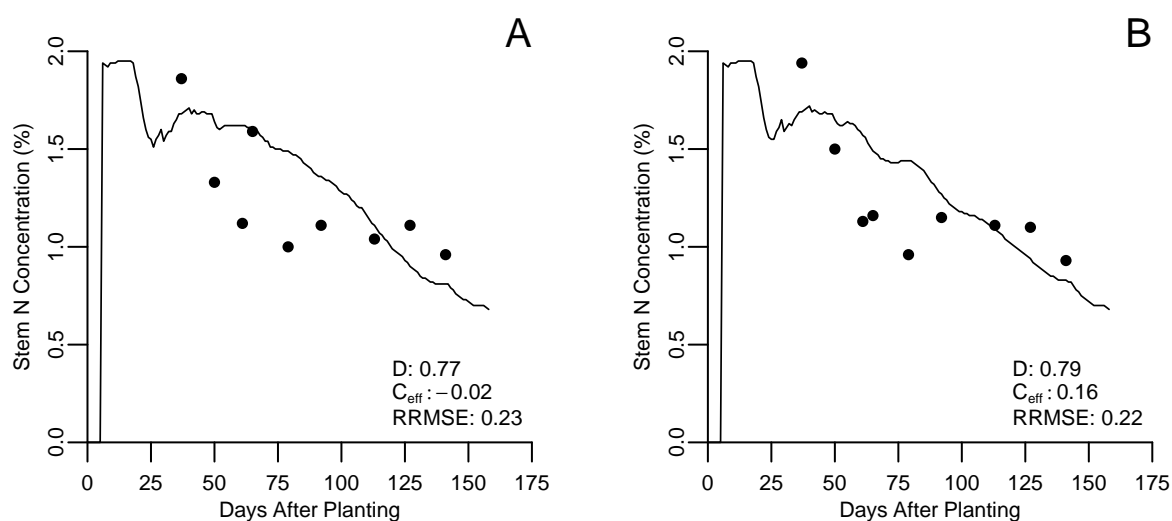 A
2.0
1.5
1.0
0.5
0.0
Stem N Concentration (%)
D: 0.77
Ceff : −0.02
RRMSE: 0.23
0 25 50 75 100 125 150 175
Days After Planting
B
2.0
1.5
1.0
0.5
0.0
Stem N Concentration (%)
D: 0.79
Ceff : 0.16
RRMSE: 0.22
0 25 50 75 100 125 150 175
Days After Planting